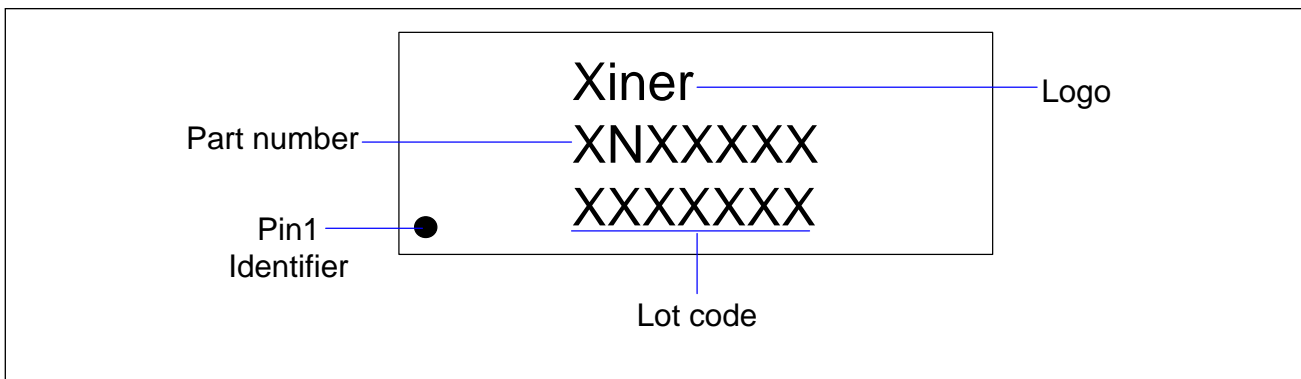 Xiner
Logo
Part number
XNXXXXX
XXXXXXX
Pin1
Identifier
Lot code